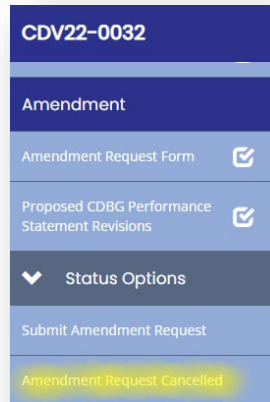 CDV22-0032
Amendment
Amendment Request Form
Proposed CDBG Performance
Statement Revisions
Status Options
Submit Amendment Request
Amendment Request Cancelled